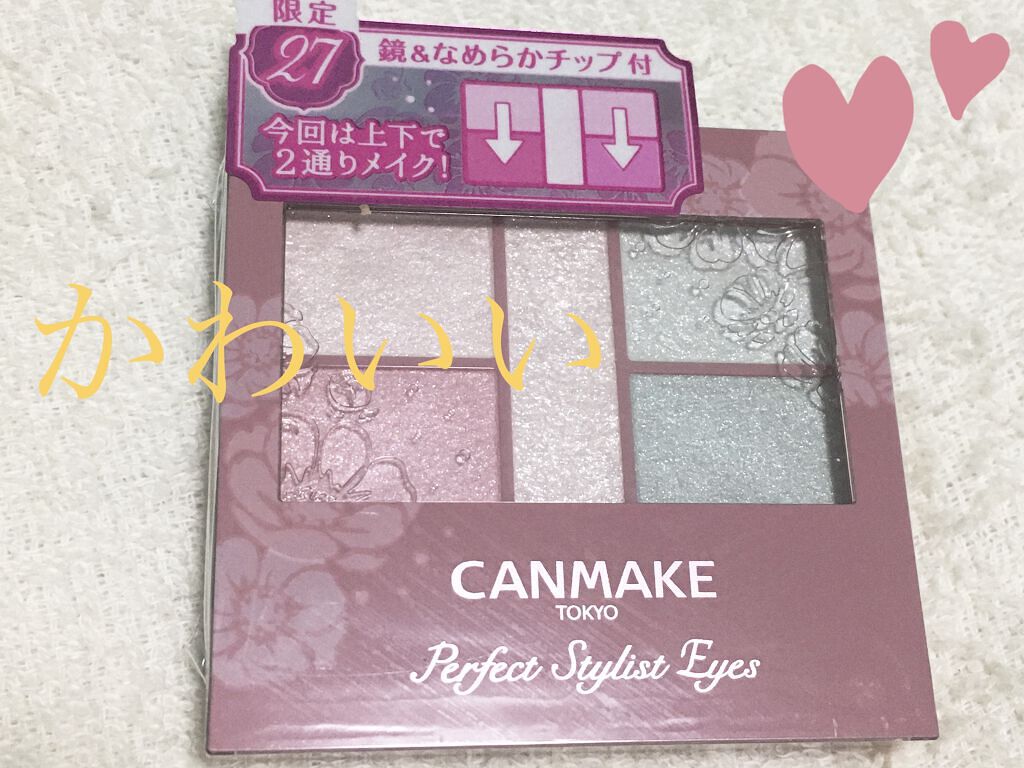 限定
27
鏡&なめらかチップ付
今回は上下で
2通りメイク!
かわいい
CANMAKE
TOKYO
Perfect Stylist Eyes